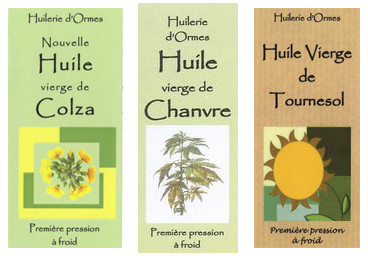 Huilerie d'Ormes
Nouvelle
Huile
vierge de
Colza
Première pression
à froid
Huilerie
d'Ormes
Huile
vierge de
Chanvre
Première pression
à froid
Huilerie d'Ormes
Huile Vierge
de
Tournesol
Première pression
à froid